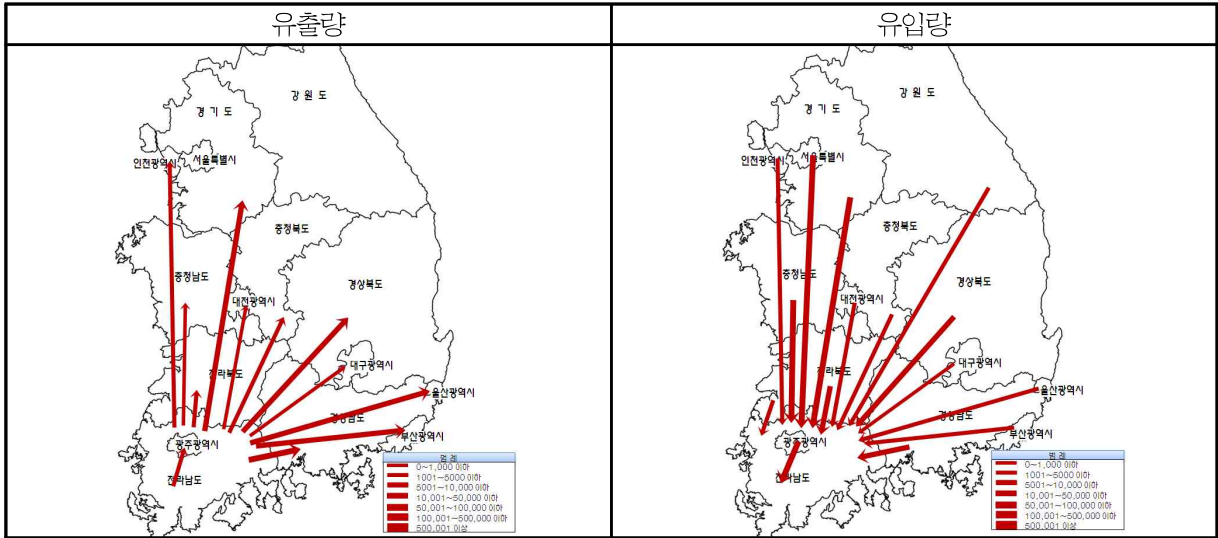 유출량
유입량
강 원 도
경 기 도
인천광역시
서울특별시
충청북도
충청남도
경상북도
대전광역시
전라북도
대구광역시
울산광역시
경상남도
부산광역시
광주광역시
전라남도
범 례
0~1,000 이하
1001~5000 이하
5001~10,000 이하
10,001~50,000 이하
50,001~100,000 이하
100,001~500,000 이하
500,001 이상
강 원 도
경 기 도
인천광역시
서울특별시
충청북도
충청남도
경상북도
대전광역시
전라북도
대구광역시
울산광역시
경상남도
부산광역시
광주광역시
전라남도
범 례
0~1,000 이하
1001~5000 이하
5001~10,000 이하
10,001~50,000 이하
50,001~100,000 이하
100,001~500,000 이하
500,001 이상